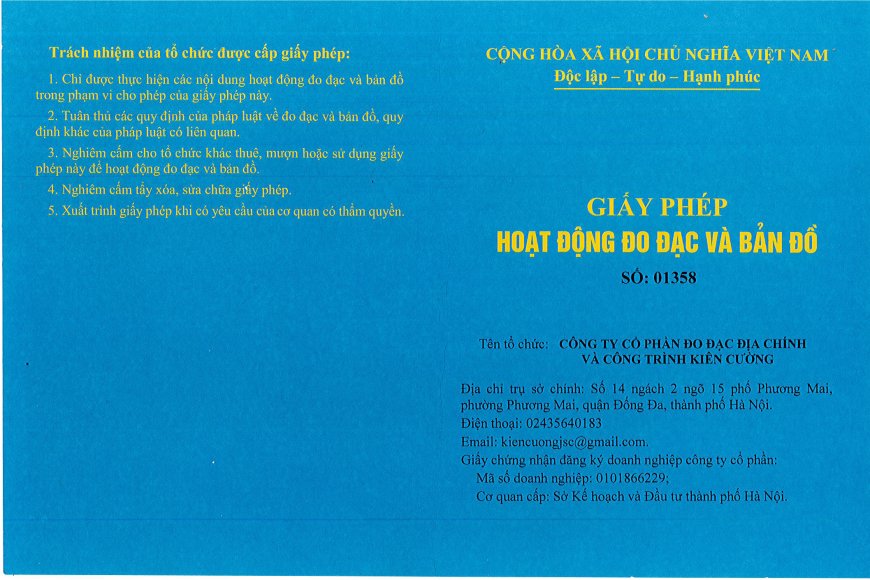 Trách nhiệm của tổ chức được cấp giấy phép:
1. Chỉ được thực hiện các nội dung hoạt động đo đạc và bản đồ
trong phạm vi cho phép của giấy phép này.
2. Tuân thủ các quy định của pháp luật về đo đạc và bản đồ, quy
định khác của pháp luật có liên quan.
3. Nghiêm cấm cho tổ chức khác thuê, mượn hoặc sử dụng giấy
phép này để hoạt động đo đạc và bản đồ.
4. Nghiêm cấm tẩy xóa, sửa chữa giấy phép.
5. Xuất trình giấy phép khi có yêu cầu của cơ quan có thẩm quyền.
CỘNG HÒA XÃ HỘI CHỦ NGHĨA VIỆT NAM
Độc lập – Tự do – Hạnh phúc
GIẤY PHÉP
HOẠT ĐỘNG ĐO ĐẠC VÀ BẢN ĐỒ
SỐ: 01358
Tên tổ chức: CÔNG TY CỔ PHẦN ĐO ĐẠC ĐỊA CHÍNH
VÀ CÔNG TRÌNH KIÊN CƯỜNG
Địa chỉ trụ sở chính: Số 14 ngách 2 ngõ 15 phố Phương Mai,
phường Phương Mai, quận Đống Đa, thành phố Hà Nội.
Điện thoại: 02435640183
Email: kiencuongjsc@gmail.com.
Giấy chứng nhận đăng ký doanh nghiệp công ty cổ phần:
Mã số doanh nghiệp: 0101866229;
Cơ quan cấp: Sở Kế hoạch và Đầu tư thành phố Hà Nội.